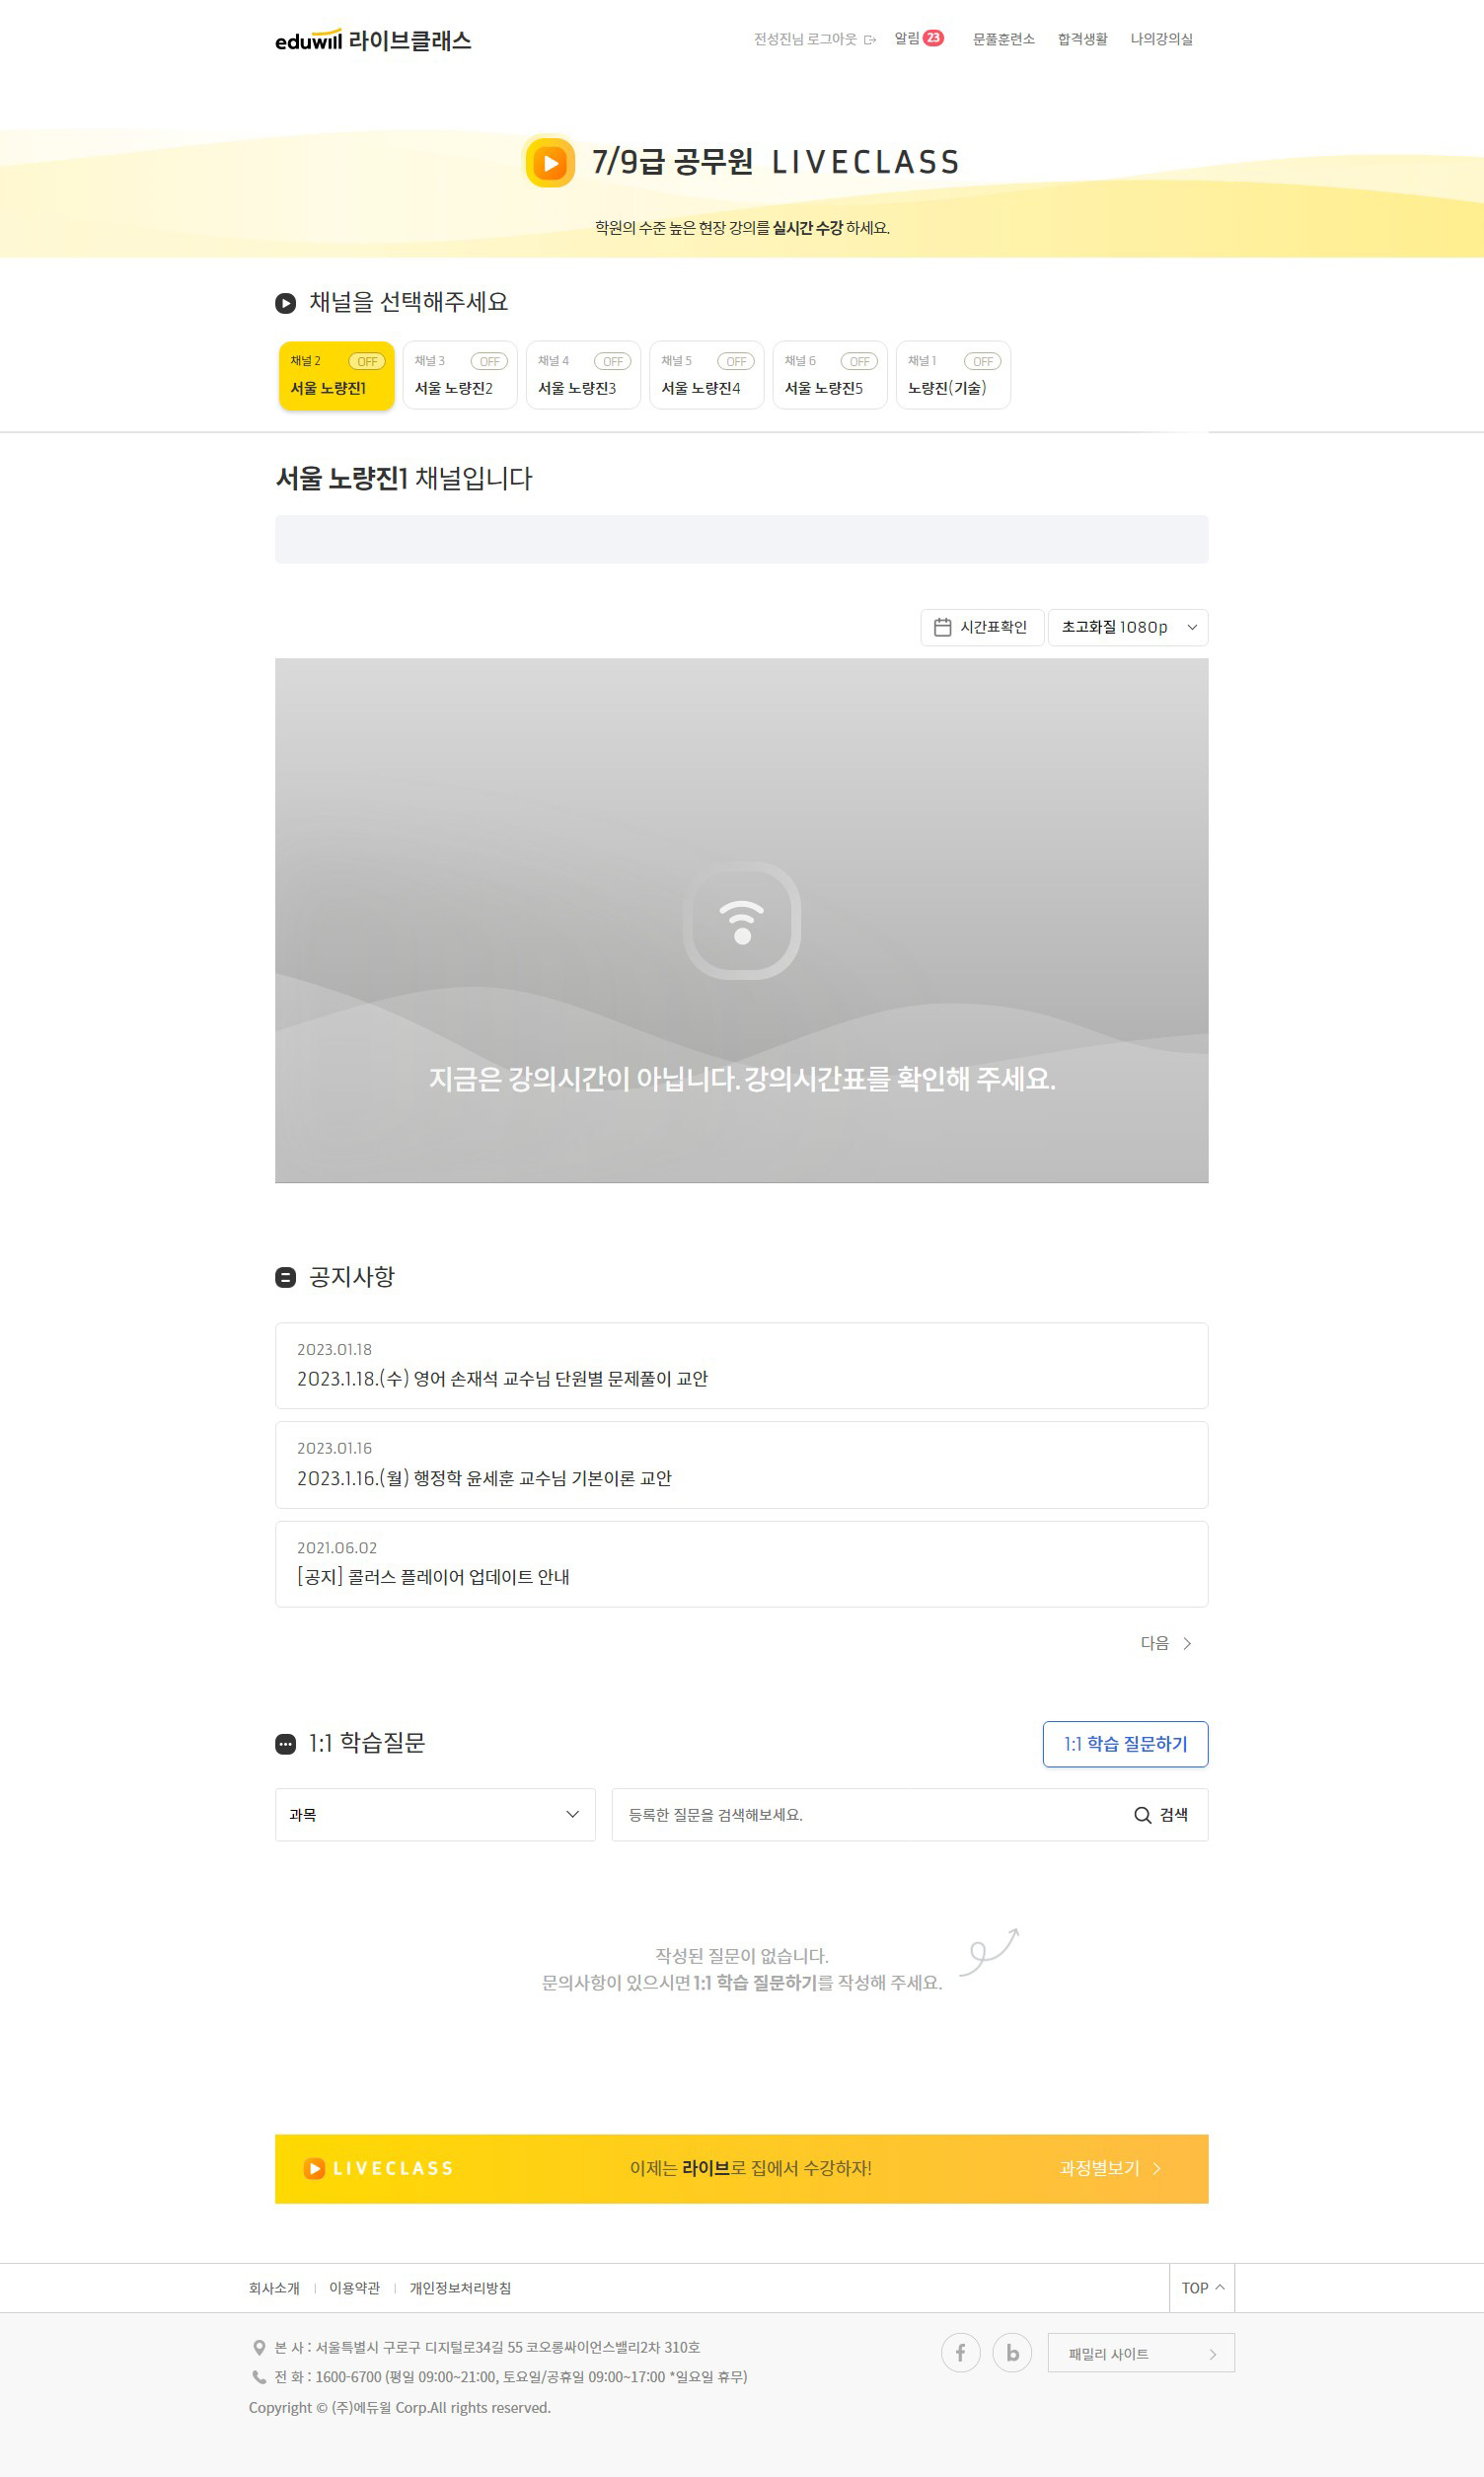 eduwill 라이브클래스
전성진님 로그아웃 알림 23 문풀훈련소 합격생활 나의강의실
7/9급 공무원 LIVECLASS
학원의 수준 높은 현장 강의를 실시간 수강 하세요.
채널을 선택해주세요
채널 2 OFF
서울 노량진1
채널 3 OFF
서울 노량진2
채널 4 OFF
서울 노량진3
채널 5 OFF
서울 노량진4
채널 6 OFF
서울 노량진5
채널 1 OFF
노량진(기술)
서울 노량진1 채널입니다
시간표확인 초고화질 1080p
지금은 강의시간이 아닙니다. 강의시간표를 확인해 주세요.
공지사항
2023.01.18
2023.1.18.(수) 영어 손재석 교수님 단원별 문제풀이 교안
2023.01.16
2023.1.16.(월) 행정학 윤세훈 교수님 기본이론 교안
2021.06.02
[공지] 콜러스 플레이어 업데이트 안내
다음
1:1 학습질문 1:1 학습 질문하기
과목 등록한 질문을 검색해보세요. 검색
작성된 질문이 없습니다.
문의사항이 있으시면 1:1 학습 질문하기를 작성해 주세요.
LIVECLASS 이제는 라이브로 집에서 수강하자! 과정별보기
회사소개 이용약관 개인정보처리방침 TOP
본 사 : 서울특별시 구로구 디지털로34길 55 코오롱싸이언스밸리2차 310호
전 화 : 1600-6700 (평일 09:00~21:00, 토요일/공휴일 09:00~17:00 *일요일 휴무)
Copyright © (주)에듀윌 Corp.All rights reserved.
f b 패밀리 사이트